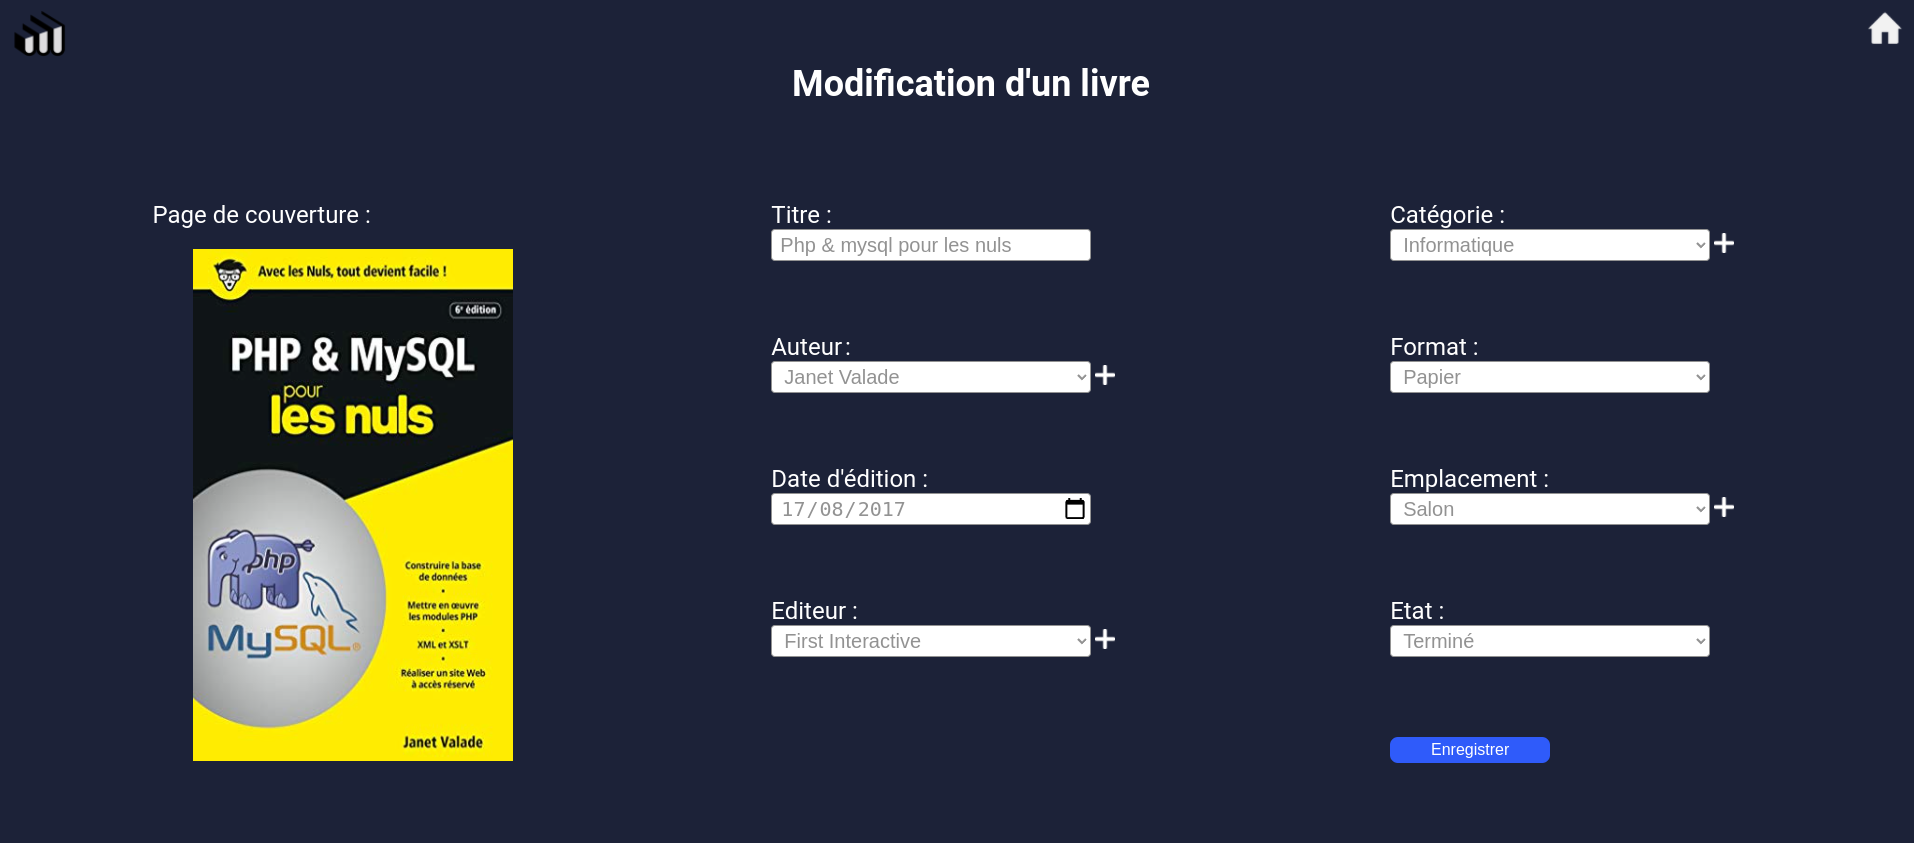 Modification d'un livre
Page de couverture :
Avec les Nuls, tout devient facile !
6e édition
PHP & MySQL
pour
les nuls
php
MySQL
Construire la base
de données
•
Mettre en œuvre
les modules PHP
•
XML et XSLT
•
Réaliser un site Web
à accès réservé
Janet Valade
Titre :
Php & mysql pour les nuls
Auteur :
Janet Valade
Date d'édition :
17/08/2017
Editeur :
First Interactive
Catégorie :
Informatique
Format :
Papier
Emplacement :
Salon
Etat :
Terminé
Enregistrer